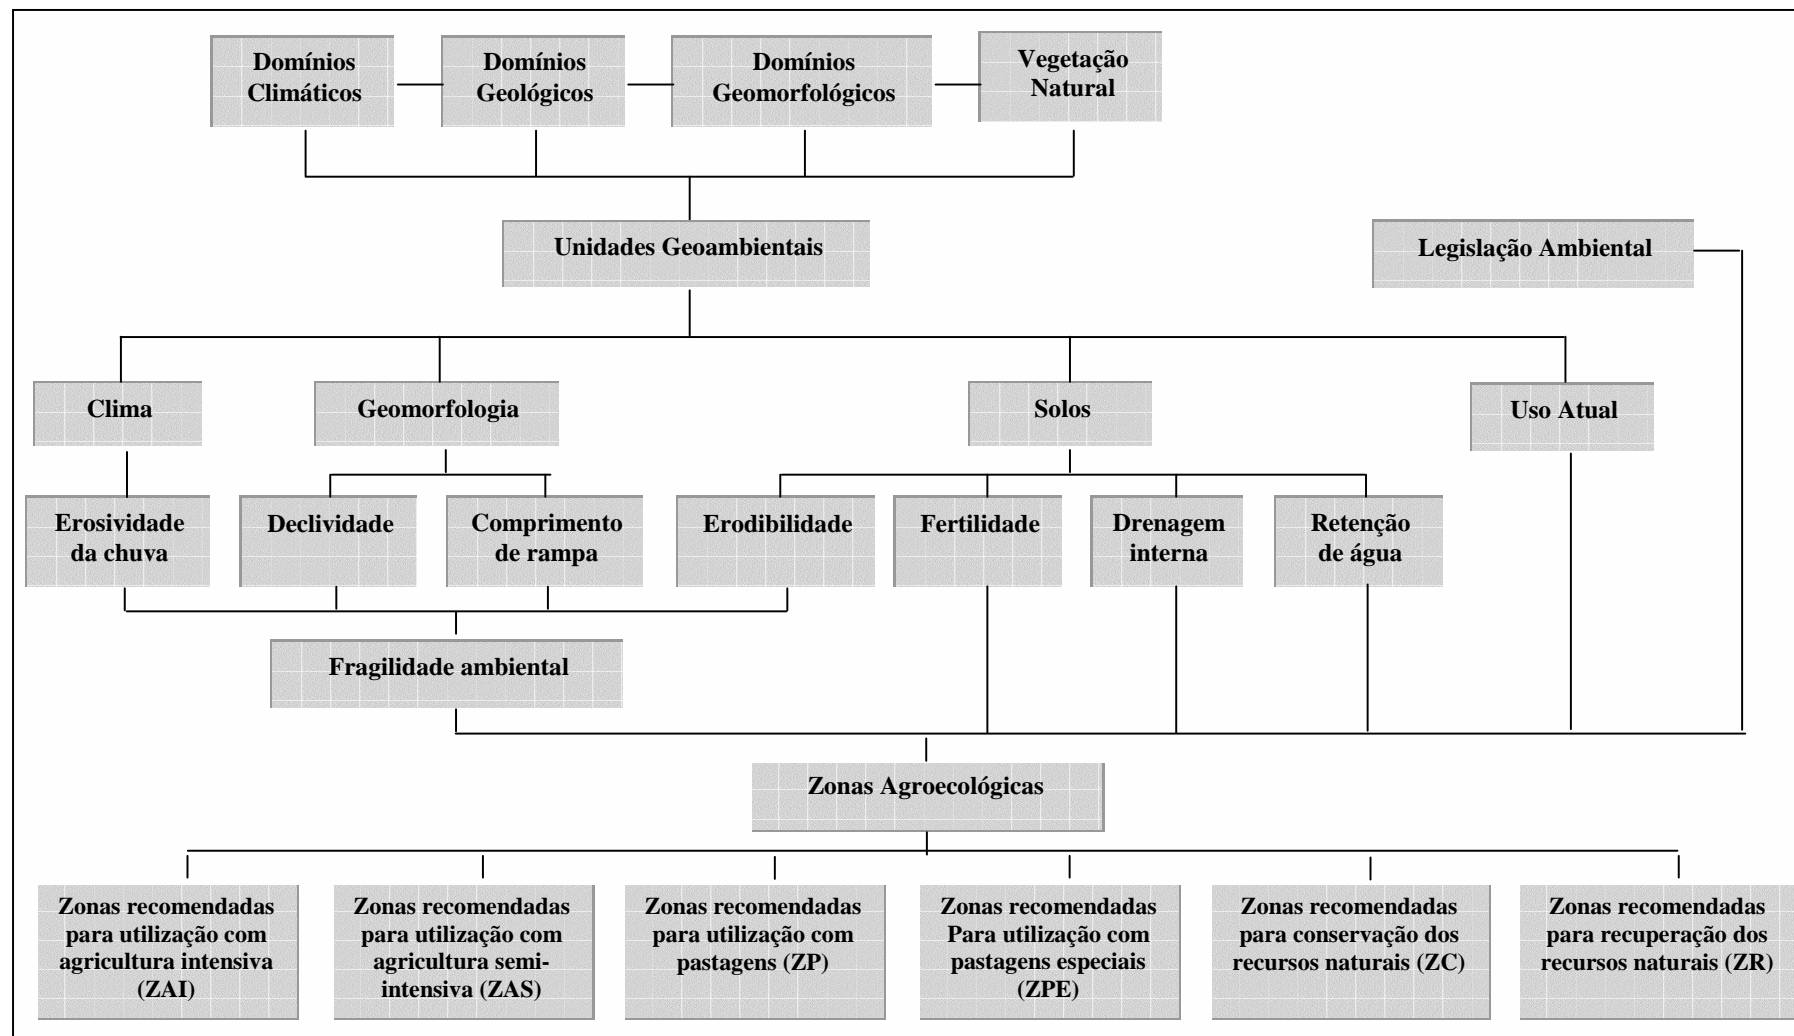 Domínios
Climáticos
Domínios
Geológicos
Domínios
Geomorfológicos
Vegetação
Natural
Unidades Geoambientais
Legislação Ambiental
Clima
Geomorfologia
Solos
Uso Atual
Erosividade
da chuva
Declividade
Comprimento
de rampa
Erodibilidade
Fertilidade
Drenagem
interna
Retenção
de água
Fragilidade ambiental
Zonas Agroecológicas
Zonas recomendadas
para utilização com
agricultura intensiva
(ZAI)
Zonas recomendadas
para utilização com
agricultura semi-
intensiva (ZAS)
Zonas recomendadas
para utilização com
pastagens (ZP)
Zonas recomendadas
Para utilização com
pastagens especiais
(ZPE)
Zonas recomendadas
para conservação dos
recursos naturais (ZC)
Zonas recomendadas
para recuperação dos
recursos naturais (ZR)